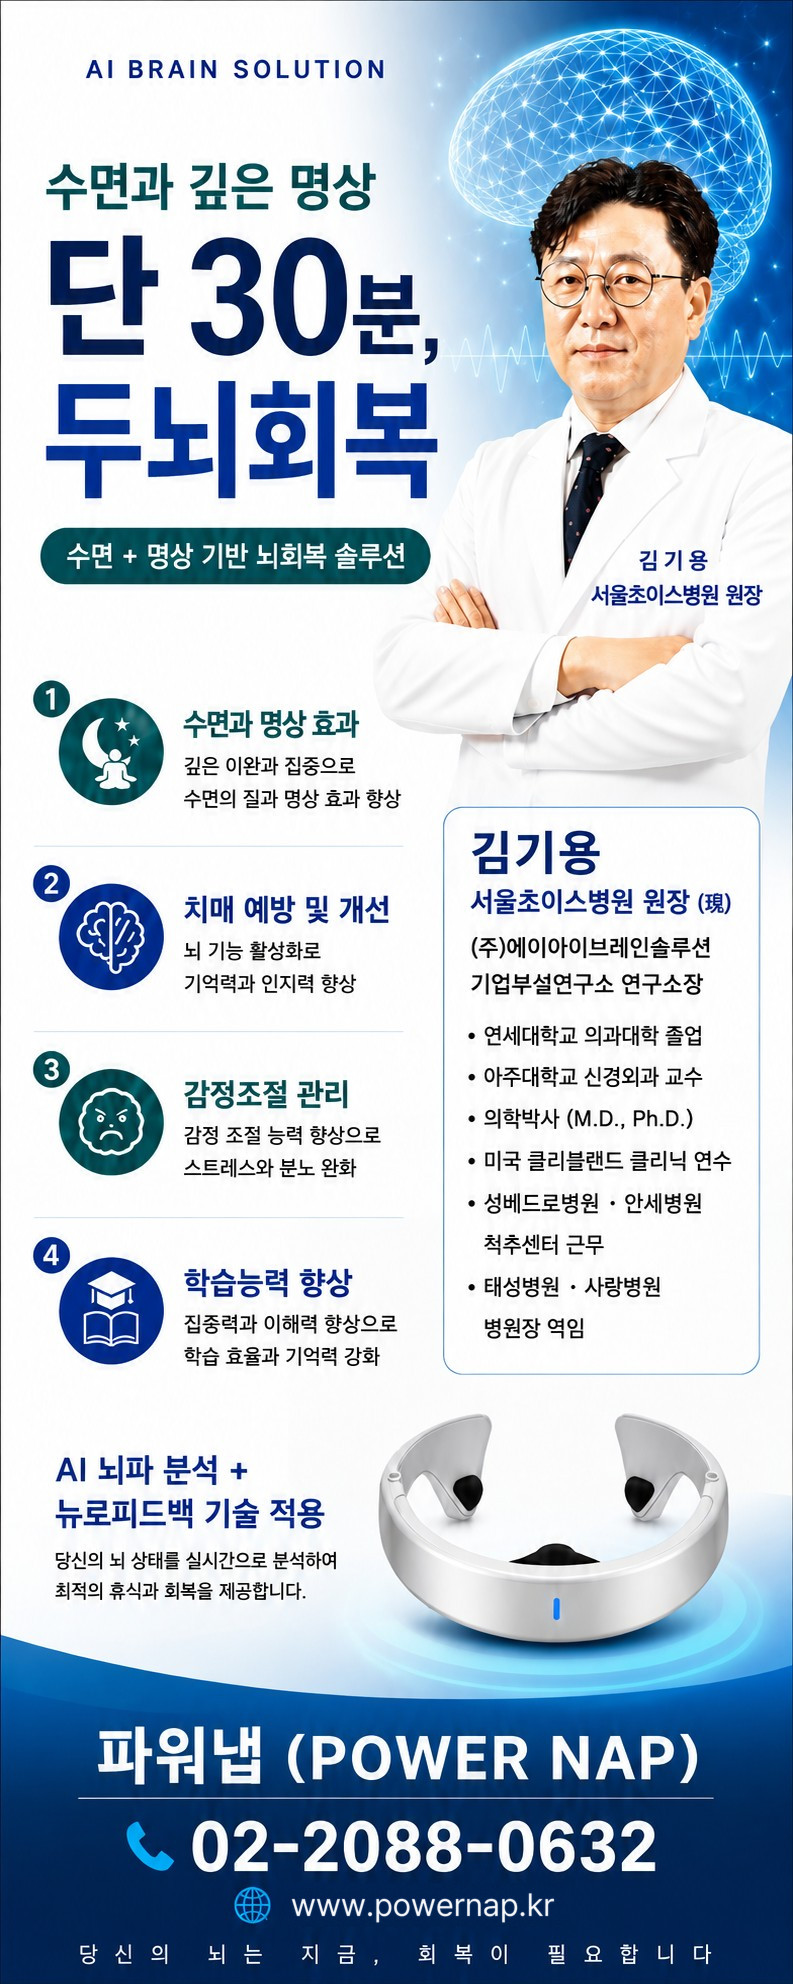 AI BRAIN SOLUTION
수면과 깊은 명상
단 30분,
두뇌회복
수면 + 명상 기반 뇌회복 솔루션
김기용
서울초이스병원 원장
1
수면과 명상 효과
깊은 이완과 집중으로
수면의 질과 명상 효과 향상
2
치매 예방 및 개선
뇌 기능 활성화로
기억력과 인지력 향상
3
감정조절 관리
감정 조절 능력 향상으로
스트레스와 분노 완화
4
학습능력 향상
집중력과 이해력 향상으로
학습 효율과 기억력 강화
김기용
서울초이스병원 원장 (現)
(주)에이아이브레인솔루션
기업부설연구소 연구소장
• 연세대학교 의과대학 졸업
• 아주대학교 신경외과 교수
• 의학박사 (M.D., Ph.D.)
• 미국 클리블랜드 클리닉 연수
• 성베드로병원 · 안세병원
척추센터 근무
• 태성병원 · 사랑병원
병원장 역임
AI 뇌파 분석 +
뉴로피드백 기술 적용
당신의 뇌 상태를 실시간으로 분석하여
최적의 휴식과 회복을 제공합니다.
파워냅 (POWER NAP)
02-2088-0632
www.powernap.kr
당신의 뇌는 지금, 회복이 필요합니다